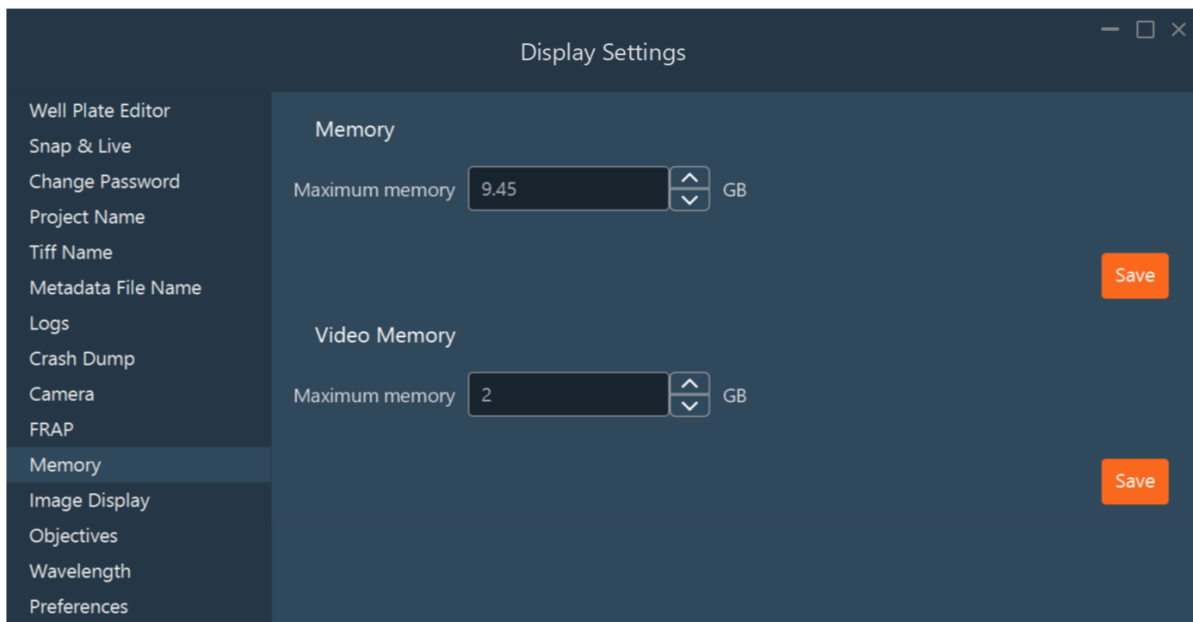 Display Settings
Well Plate Editor
Snap & Live
Change Password
Project Name
Tiff Name
Metadata File Name
Logs
Crash Dump
Camera
FRAP
Memory
Image Display
Objectives
Wavelength
Preferences
Memory
Maximum memory 9.45 GB
Save
Video Memory
Maximum memory 2 GB
Save